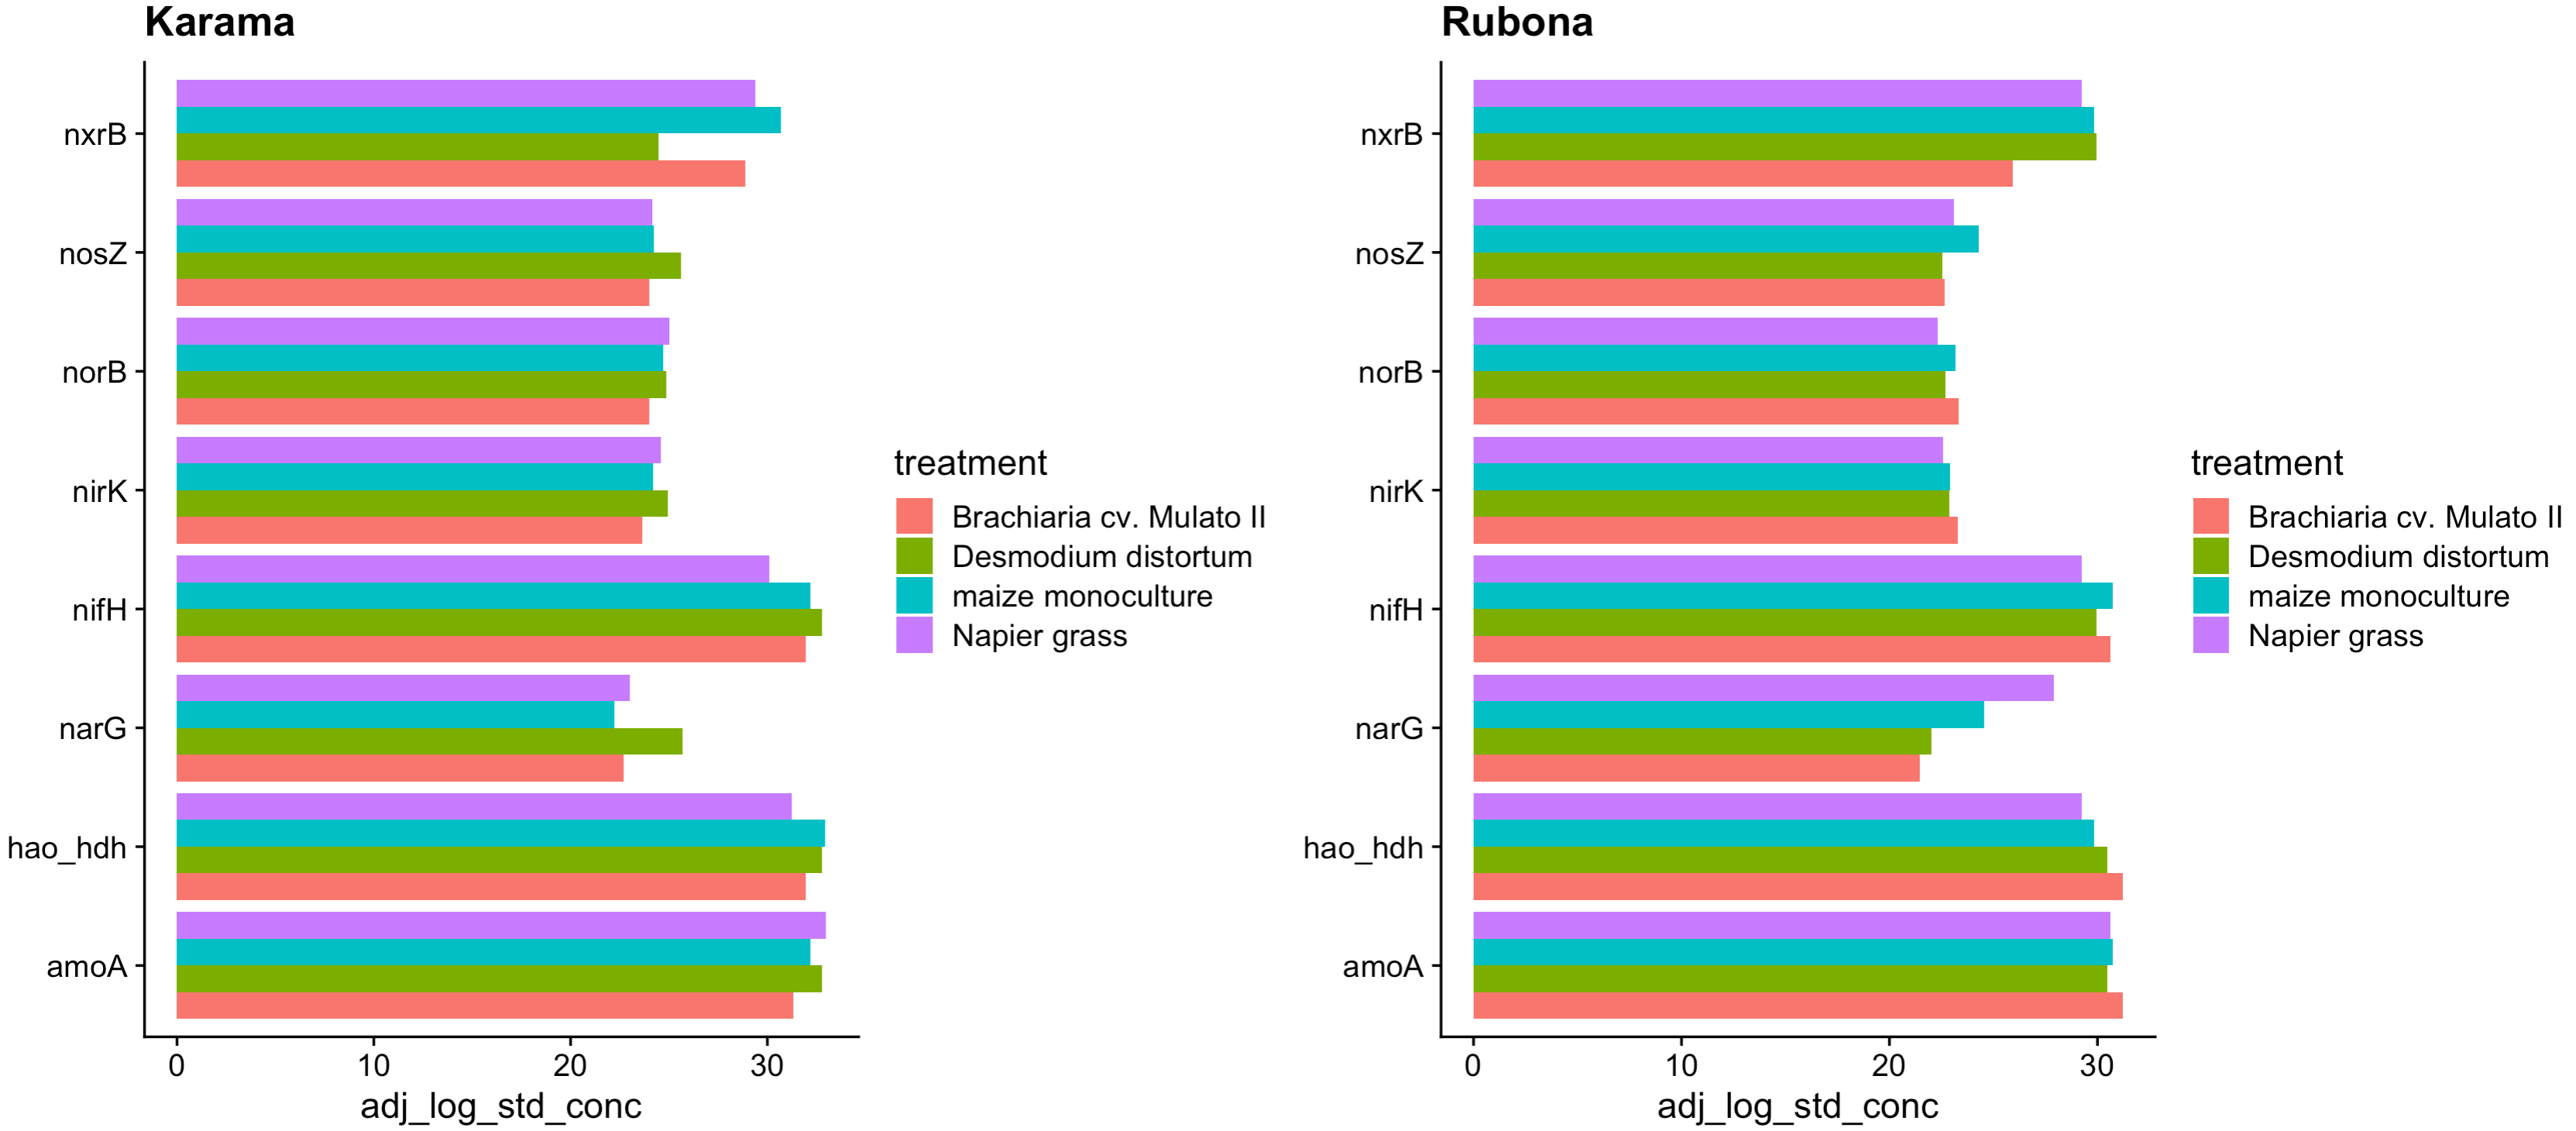 Karama
nxrB
nosZ
norB
nirK
nifH
narG
hao_hdh
amoA
0 10 20 30
adj_log_std_conc
treatment
Brachiaria cv. Mulato II
Desmodium distortum
maize monoculture
Napier grass
Rubona
nxrB
nosZ
norB
nirK
nifH
narG
hao_hdh
amoA
0 10 20 30
adj_log_std_conc
treatment
Brachiaria cv. Mulato II
Desmodium distortum
maize monoculture
Napier grass